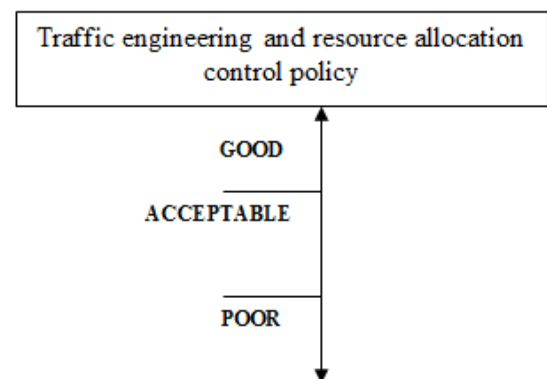 Traffic engineering and resource allocation
control policy
GOOD
ACCEPTABLE
POOR